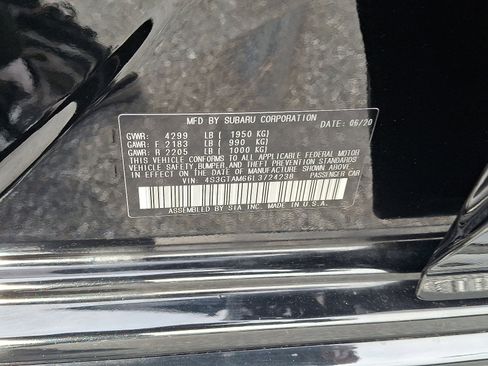 MFD BY SUBARU CORPORATION DATE: 06/20
GVWR: 4299 LB ( 1950 KG)
GAWR: F 2183 LB ( 990 KG)
GAWR: R 2205 LB ( 1000 KG)
THIS VEHICLE CONFORMS TO ALL APPLICABLE FEDERAL MOTOR
VEHICLE SAFETY, BUMPER, AND THEFT PREVENTION STANDARDS
IN EFFECT ON THE DATE OF MANUFACTURE SHOWN ABOVE.
VIN: 4S3GTAM66L3724238 PASSENGER CAR
ASSEMBLED BY SIA INC. MADE IN U.S.A.